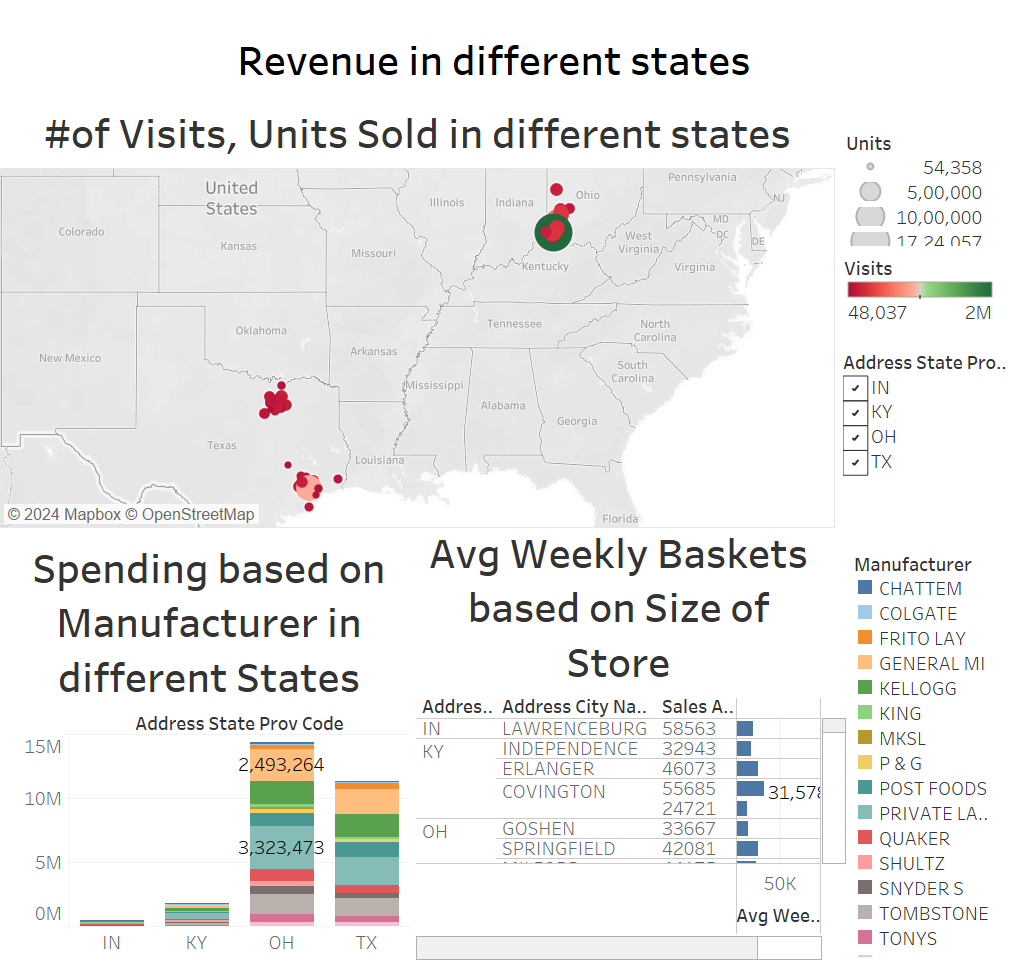 Revenue in different states
#of Visits, Units Sold in different states
United
States
Colorado
Kansas
Missouri
Illinois
Indiana
Ohio
Pennsylvania
NJ
MD
DC
DE
West
Virginia
Virginia
Kentucky
Oklahoma
New Mexico
Arkansas
Tennessee
North
Carolina
South
Carolina
Mississippi
Alabama
Georgia
Texas
Louisiana
Florida
© 2024 Mapbox © OpenStreetMap
Units
54,358
5,00,000
10,00,000
17,24,057
Visits
48,037 2M
Address State Pro..
IN
KY
OH
TX
Spending based on
Manufacturer in
different States
Address State Prov Code
15M
10M
5M
0M
2,493,264
3,323,473
IN KY OH TX
Avg Weekly Baskets
based on Size of
Store
Addres.. Address City Na.. Sales A..
IN LAWRENCEBURG 58563
KY INDEPENDENCE 32943
ERLANGER 46073
COVINGTON 55685 31,578
24721
OH GOSHEN 33667
SPRINGFIELD 42081
50K
Avg Wee..
Manufacturer
CHATTEM
COLGATE
FRITO LAY
GENERAL MI
KELLOGG
KING
MKSL
P & G
POST FOODS
PRIVATE LA..
QUAKER
SHULTZ
SNYDER S
TOMBSTONE
TONYS